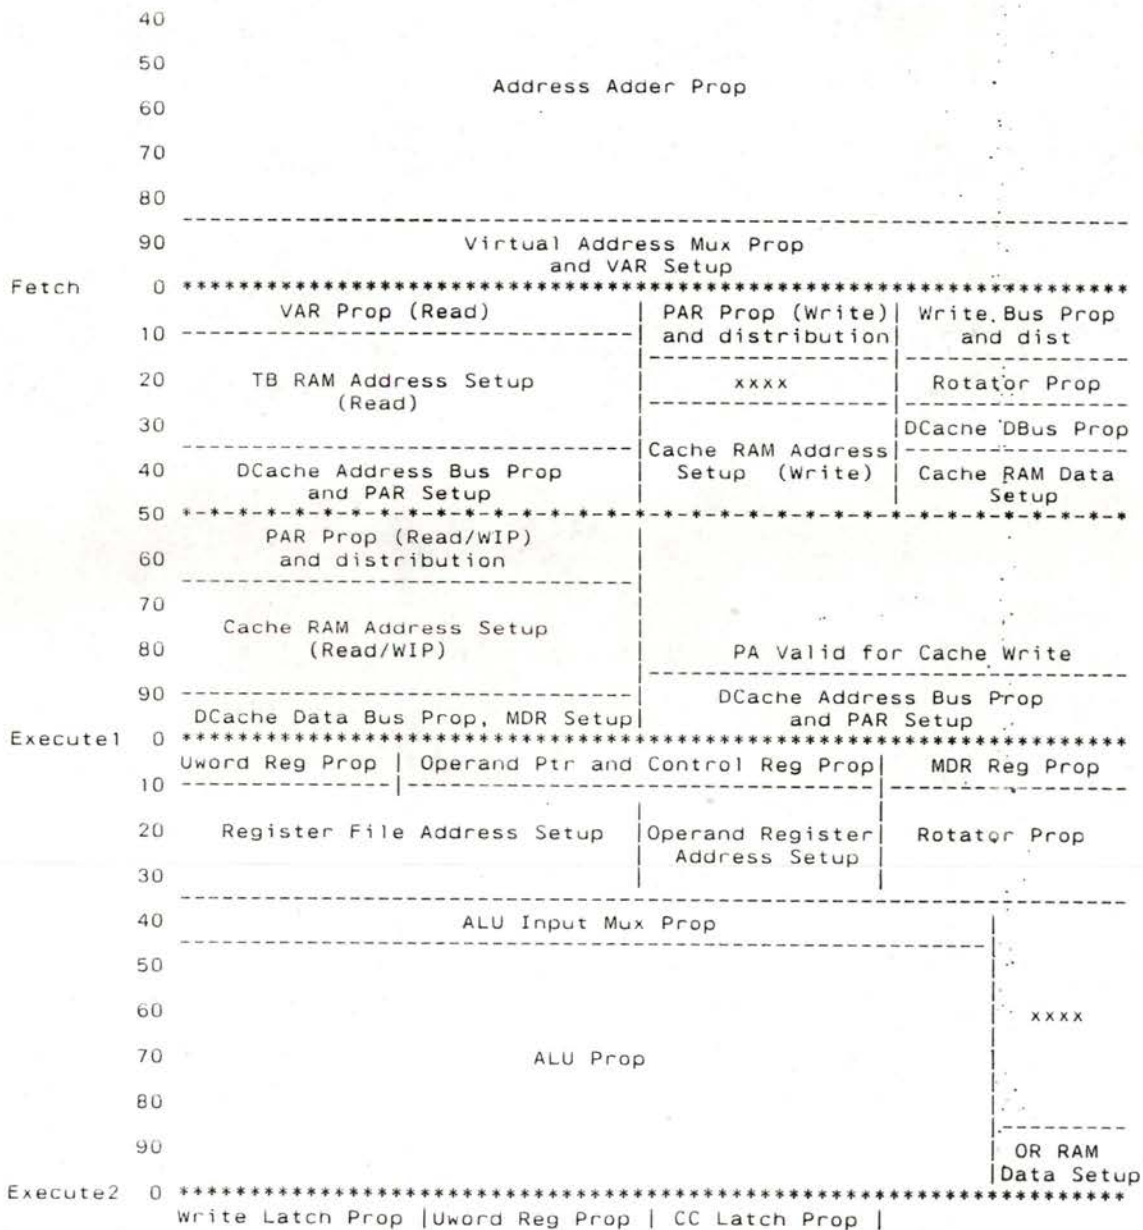 40
50
Address Adder Prop
60
70
80
90 Virtual Address Mux Prop
and VAR Setup
Fetch 0 ********************************************************************
VAR Prop (Read) | PAR Prop (Write)| Write Bus Prop
10 --------------------------------- | and distribution| and dist
20 TB RAM Address Setup | xxxx | Rotator Prop
(Read)
30 |DCache DBus Prop
Cache RAM Address
40 DCache Address Bus Prop Setup (Write) | Cache RAM Data
and PAR Setup | Setup
50 *-*-*-*-*-*-*-*-*-*-*-*-*-*-*-*-*-*-*-*-*-*-*-*-*-*-*-*-*-*-*-*-*-*-
PAR Prop (Read/WIP) |
60 and distribution |
70
Cache RAM Address Setup |
80 (Read/WIP) | PA Valid for Cache Write
90 --------------------------------- | DCache Address Bus Prop
DCache Data Bus Prop, MDR Setup| and PAR Setup
Execute1 0 ********************************************************************
Uword Reg Prop | Operand Ptr and Control Reg Prop| MDR Reg Prop
10 ---------------|----------------------------------|-----------------
20 Register File Address Setup |Operand Register| Rotator Prop
Address Setup |
30
40 ALU Input Mux Prop |
50
60 | xxxx
70 ALU Prop |
80
90 | OR RAM
|Data Setup
Execute2 0 ********************************************************************
Write Latch Prop |Uword Reg Prop | CC Latch Prop |